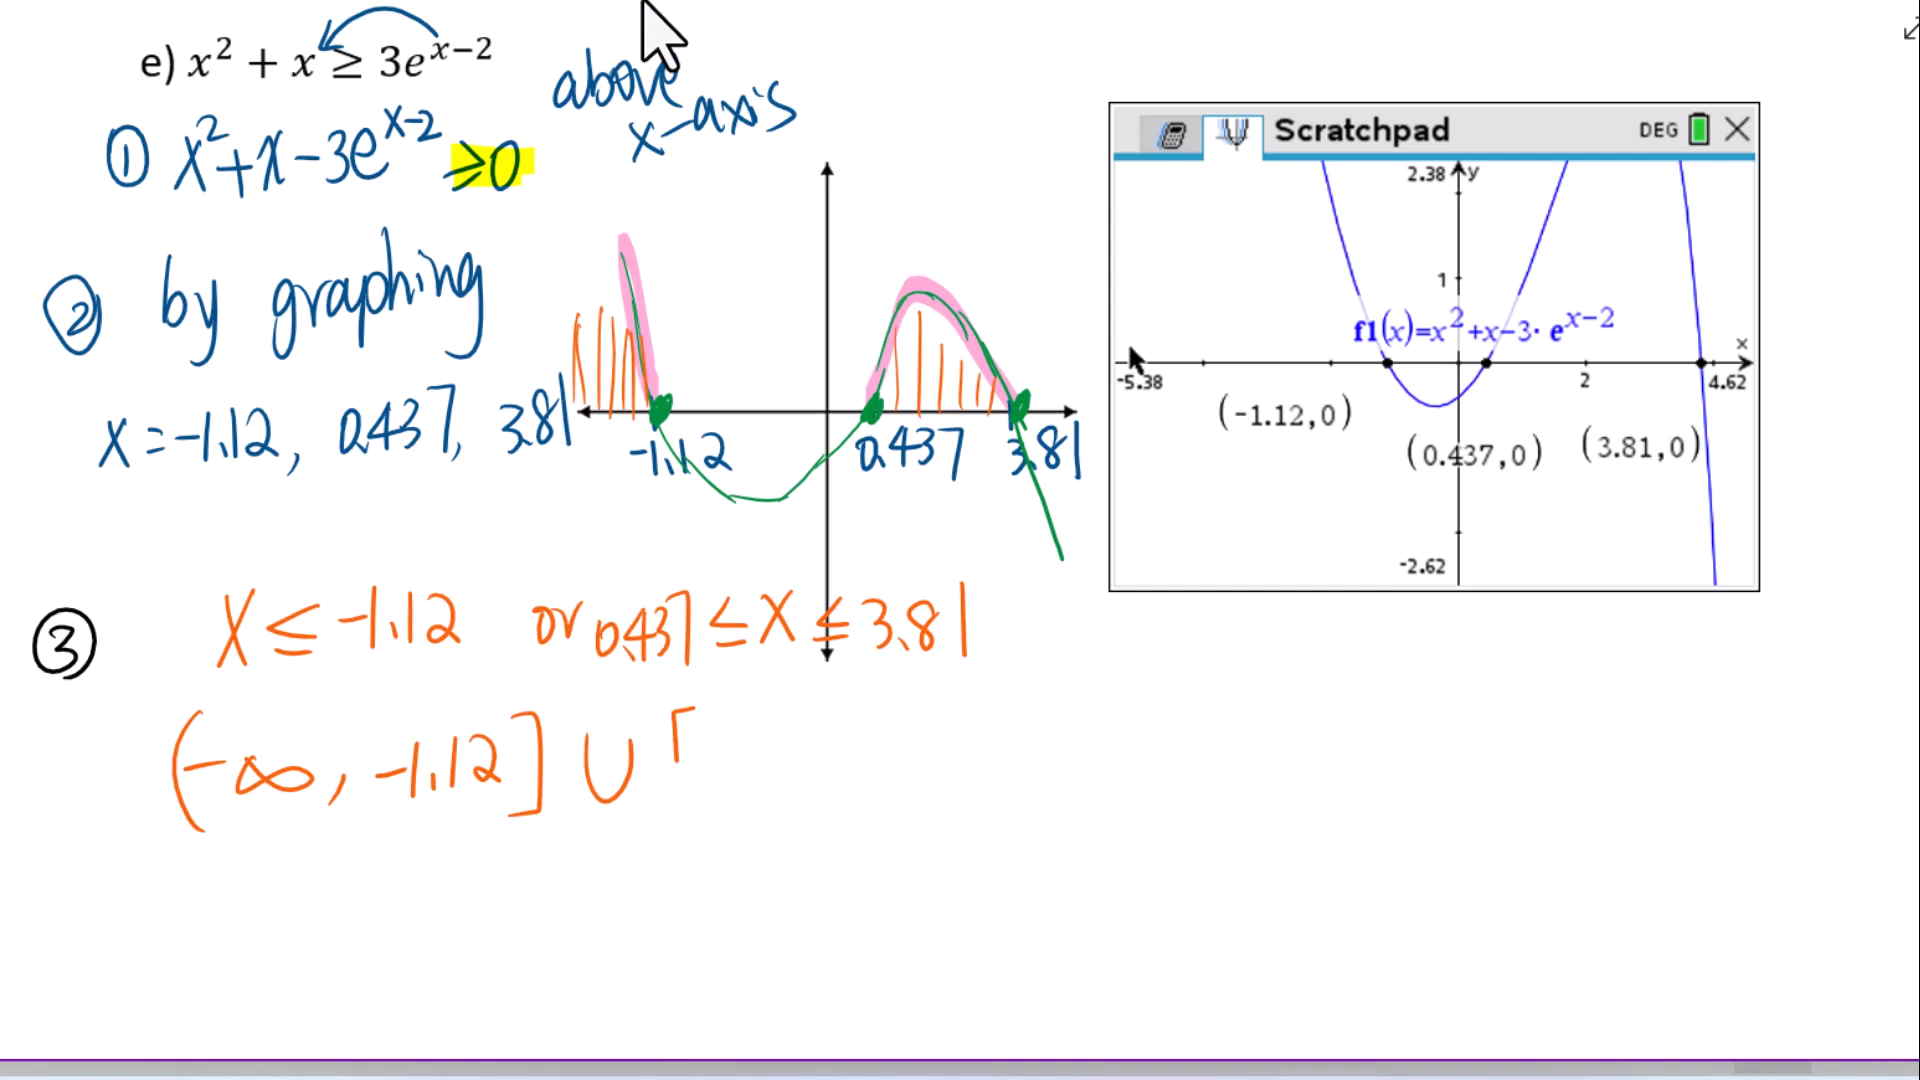 e) x² + x ≥ 3eˣ⁻²
above
x-axis
① x²+x-3eˣ⁻² ≥0
② by graphing
x=-1.12, 0.437, 3.81
-1.12 0.437 3.81
③ x ≤ -1.12 or 0.437 ≤ x ≤ 3.81
(-∞, -1.12] ∪ [
Scratchpad DEG
2.38 y
1
f1(x)=x²+x-3·eˣ⁻²
x
-5.38 2 4.62
(-1.12,0)
(0.437,0) (3.81,0)
-2.62